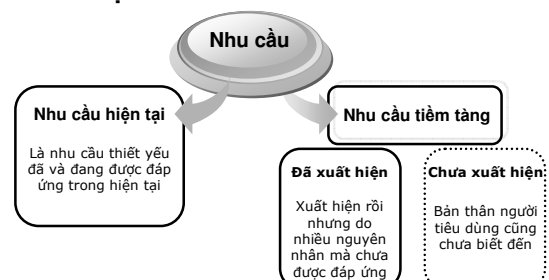 Nhu cầu
Nhu cầu hiện tại
Là nhu cầu thiết yếu
đã và đang được đáp
ứng trong hiện tại
Nhu cầu tiềm tàng
Đã xuất hiện
Xuất hiện rồi
nhưng do
nhiều nguyên
nhân mà chưa
được đáp ứng
Chưa xuất hiện
Bản thân người
tiêu dùng cũng
chưa biết đến